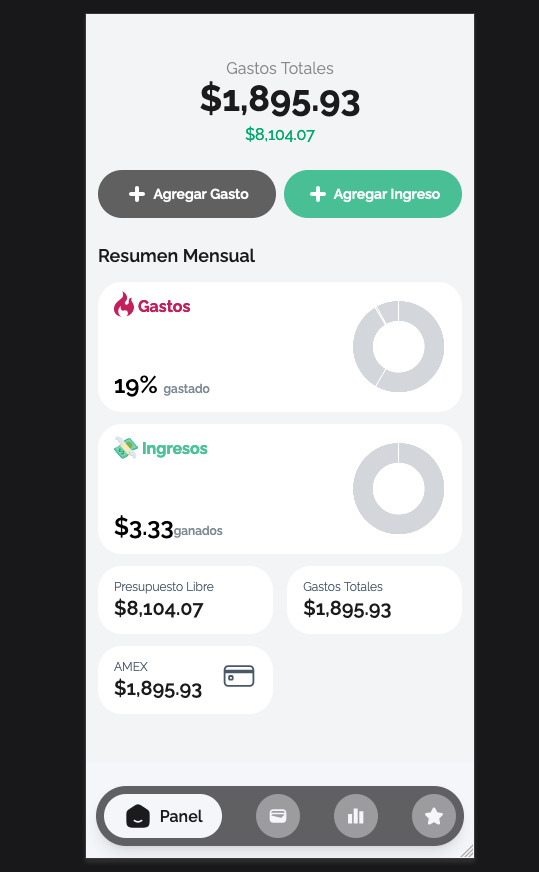 Gastos Totales
$1,895.93
$8,104.07
Agregar Gasto
Agregar Ingreso
Resumen Mensual
Gastos
19% gastado
Ingresos
$3.33ganados
Presupuesto Libre
$8,104.07
Gastos Totales
$1,895.93
AMEX
$1,895.93
Panel